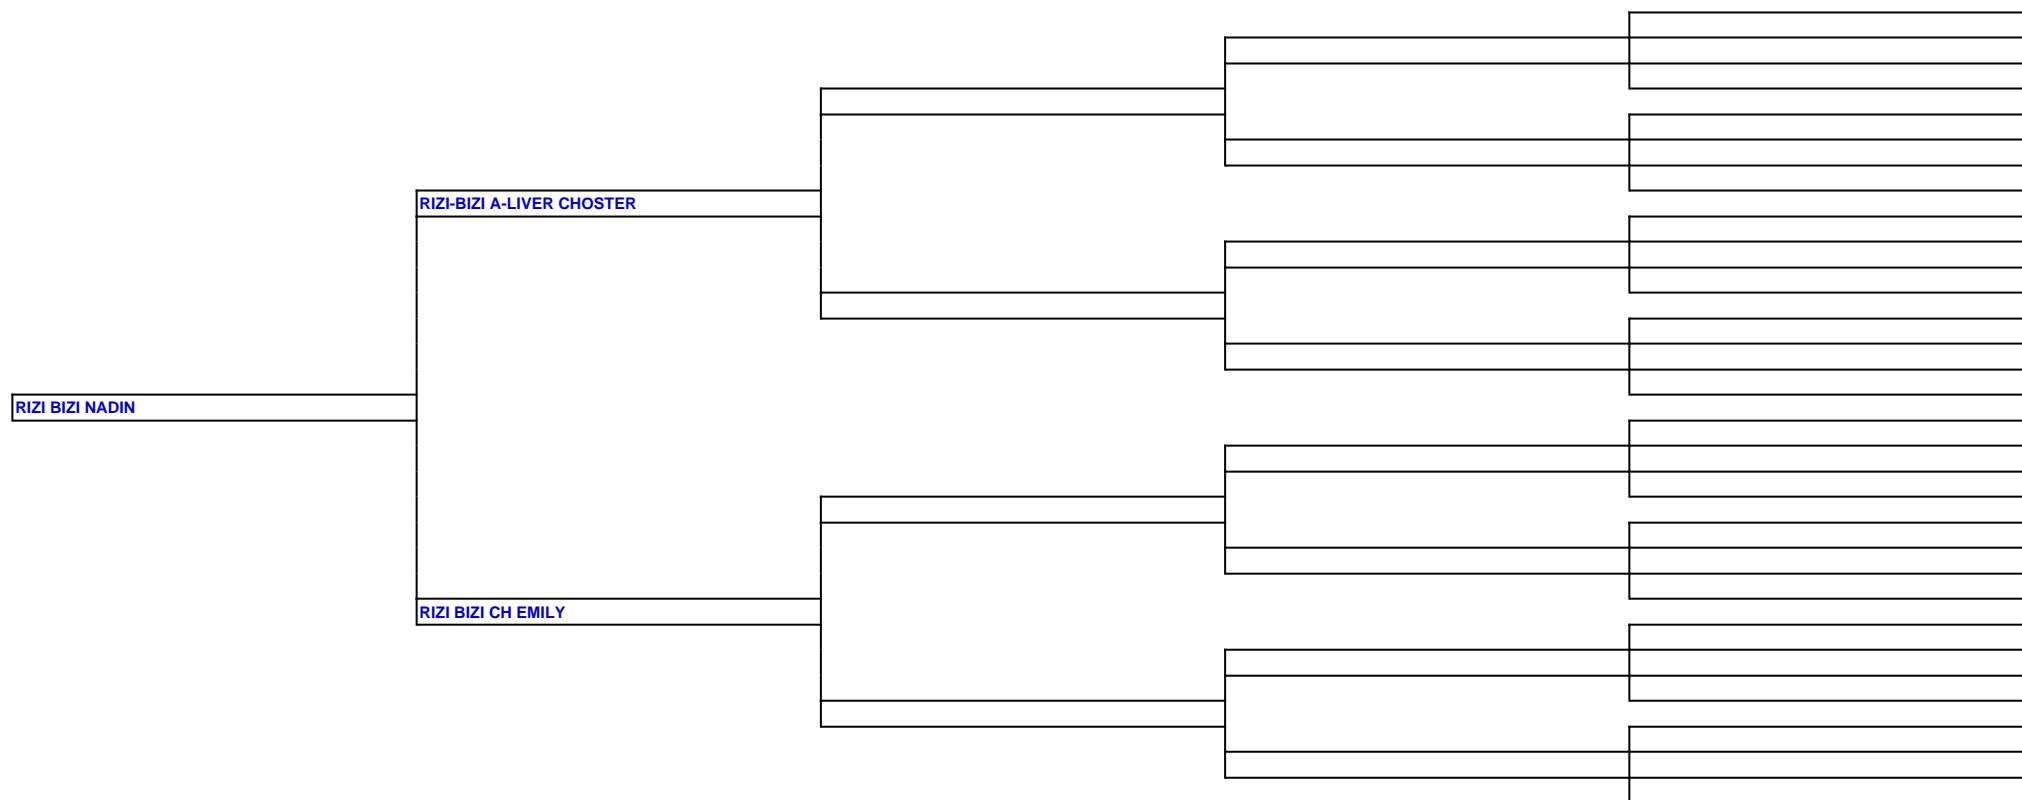 RIZI-BIZI A-LIVER CHOSTER
RIZI BIZI NADIN
RIZI BIZI CH EMILY